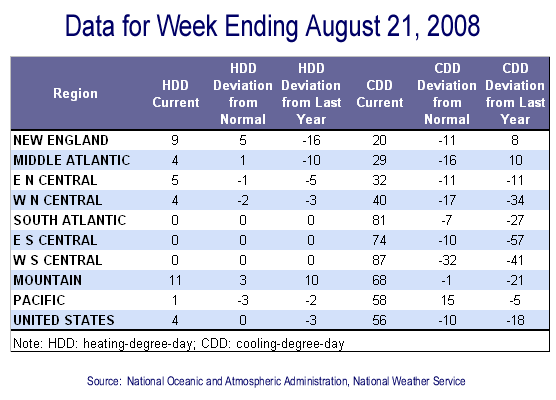 Data for Week Ending August 21, 2008
Region HDD Current HDD Deviation from Normal HDD Deviation from Last Year CDD Current CDD Deviation from Normal CDD Deviation from Last Year
NEW ENGLAND 9 5 -16 20 -11 8
MIDDLE ATLANTIC 4 1 -10 29 -16 10
E N CENTRAL 5 -1 -5 32 -11 -11
W N CENTRAL 4 -2 -3 40 -17 -34
SOUTH ATLANTIC 0 0 0 81 -7 -27
E S CENTRAL 0 0 0 74 -10 -57
W S CENTRAL 0 0 0 87 -32 -41
MOUNTAIN 11 3 10 68 -1 -21
PACIFIC 1 -3 -2 58 15 -5
UNITED STATES 4 0 -3 56 -10 -18
Note: HDD: heating-degree-day; CDD: cooling-degree-day
Source: National Oceanic and Atmospheric Administration, National Weather Service